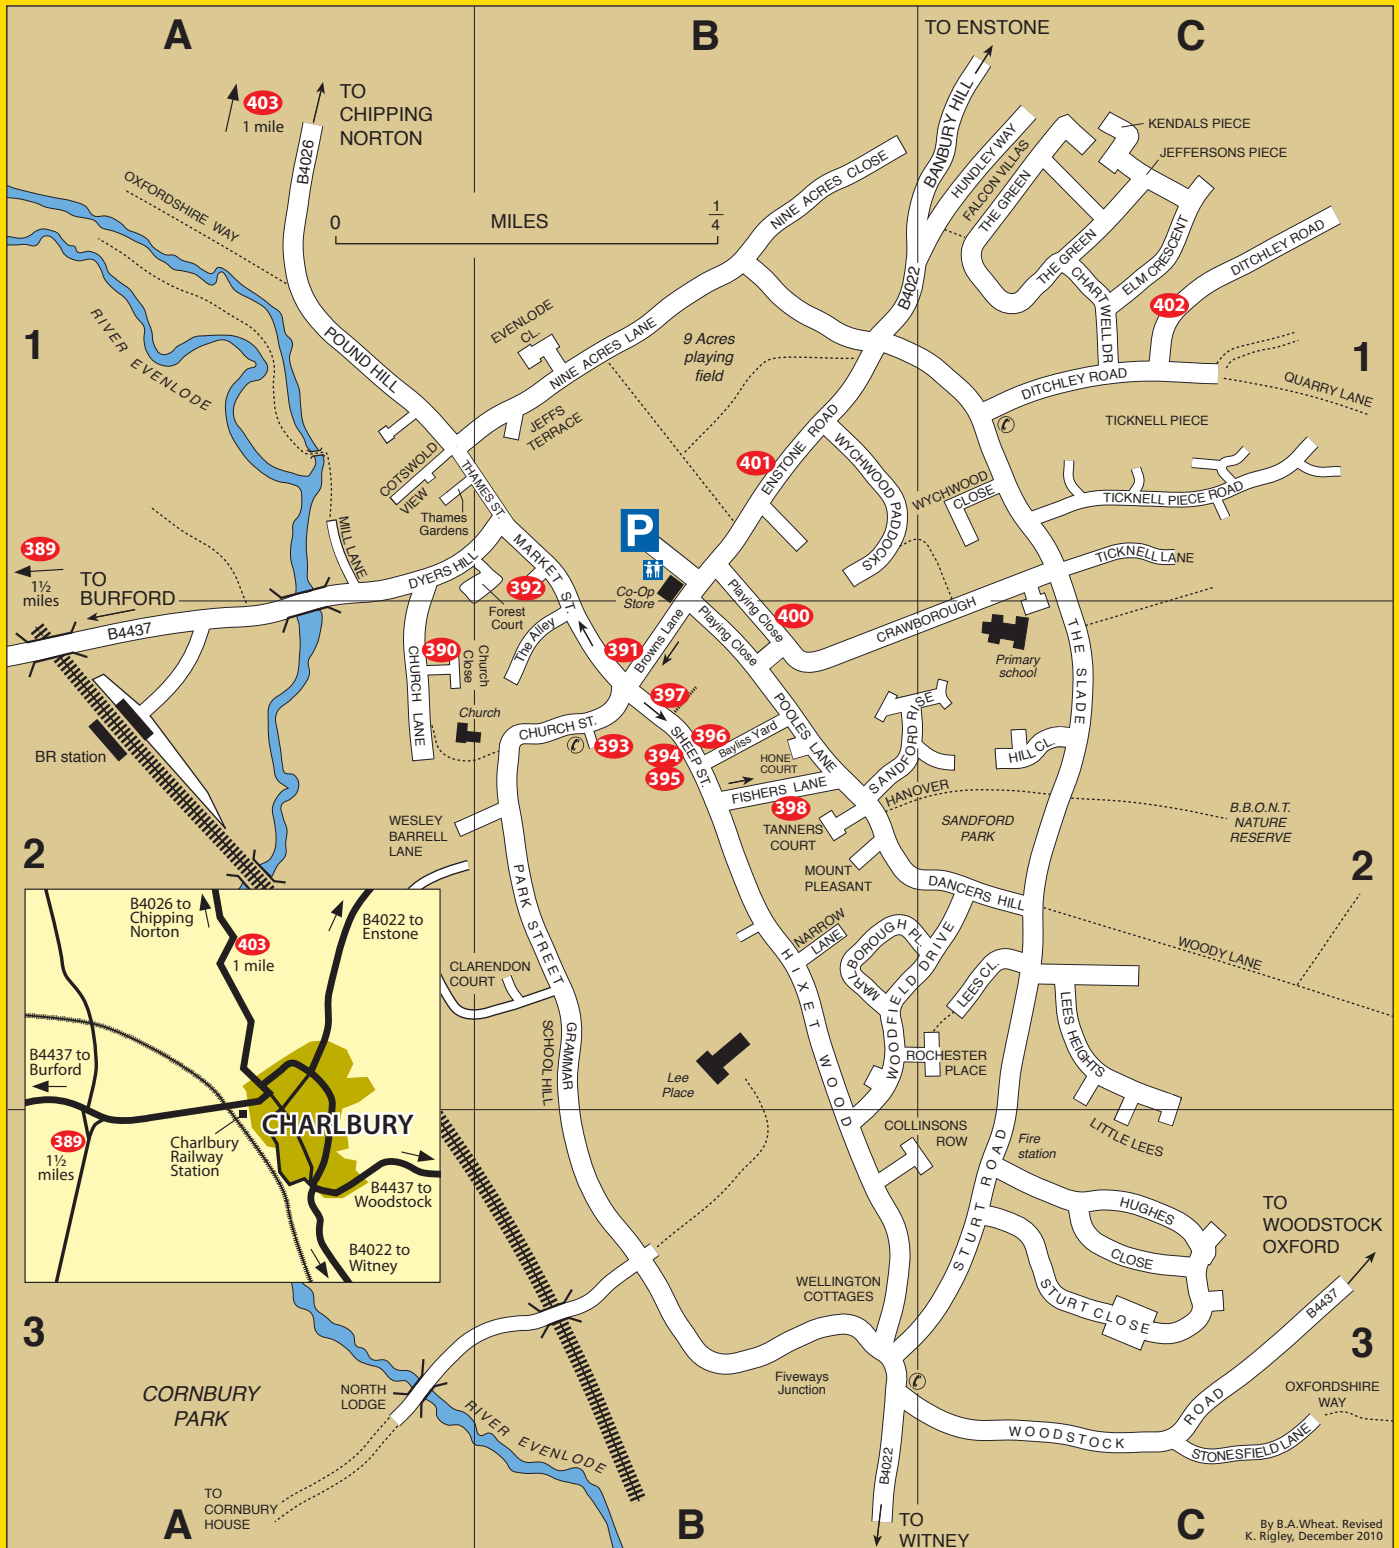 A
B
C
TO ENSTONE
403
1 mile
TO
CHIPPING
NORTON
B4026
OXFORDSHIRE WAY
0
MILES
1
4
NINE ACRES CLOSE
BANBURY HILL
HUNDLEY WAY
FALCON VILLAS
THE GREEN
KENDALS PIECE
JEFFERSONS PIECE
THE GREEN
CHARTWELL DR
ELM CRESCENT
DITCHLEY ROAD
402
B4022
1
RIVER EVENLODE
POUND HILL
EVENLODE
CL.
NINE ACRES LANE
9 Acres
playing
field
1
DITCHLEY ROAD
QUARRY LANE
JEFFS
TERRACE
TICKNELL PIECE
COTSWOLD
VIEW
THAMES ST.
Thames
Gardens
401
ENSTONE ROAD
WYCHWOOD PADDOCKS
WYCHWOOD
CLOSE
TICKNELL PIECE ROAD
TICKNELL LANE
MILL LANE
P
MARKET ST.
DYERS HILL
389
1½
miles
TO
BURFORD
B4437
392
Forest
Court
Co-Op
Store
The Alley
391
Browns Lane
Playing Close
Playing Close
400
CRAWBOROUGH
Primary
school
THE SLADE
390
CHURCH LANE
Church
Close
Church
397
CHURCH ST.
393
SHEEP ST.
394
395
396
Bayliss Yard
POOLES LANE
SANDFORD RISE
HILL CL.
BR station
HONE
COURT
FISHERS LANE
398
TANNERS
COURT
HANOVER
SANDFORD
PARK
B.B.O.N.T.
NATURE
RESERVE
WESLEY
BARRELL
LANE
2
MOUNT
PLEASANT
DANCERS HILL
2
PARK STREET
NARROW
LANE
MARLBOROUGH PL.
WOODFIELD DRIVE
LEES CL.
WOODY LANE
CLARENDON
COURT
HIXET WOOD
LEES HEIGHTS
GRAMMAR
SCHOOL HILL
Lee
Place
ROCHESTER
PLACE
LITTLE LEES
B4026 to
Chipping
Norton
B4022 to
Enstone
403
1 mile
B4437 to
Burford
CHARLBURY
389
1½
miles
Charlbury
Railway
Station
B4437 to
Woodstock
B4022 to
Witney
COLLINSONS
ROW
Fire
station
STURT ROAD
HUGHES
CLOSE
STURT CLOSE
TO
WOODSTOCK
OXFORD
B4437
WELLINGTON
COTTAGES
3
3
CORNBURY
PARK
NORTH
LODGE
RIVER EVENLODE
Fiveways
Junction
WOODSTOCK
ROAD
OXFORDSHIRE
WAY
STONESFIELD LANE
B4022
TO
CORNBURY
HOUSE
TO
WITNEY
A
B
C
By B.A.Wheat. Revised
K. Rigley, December 2010